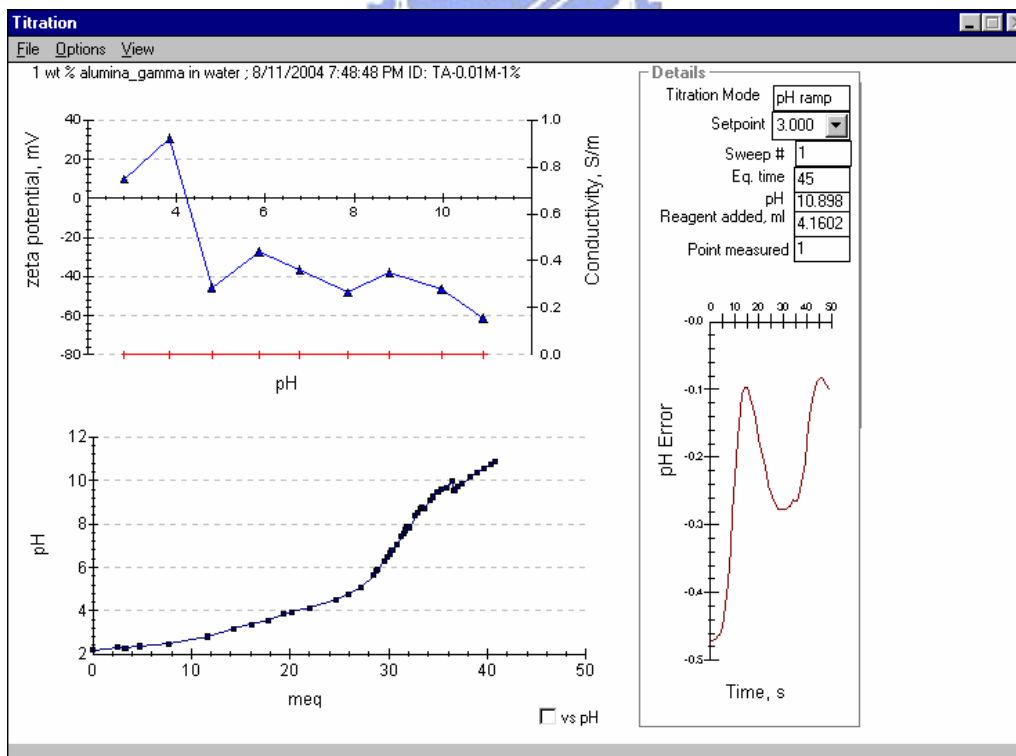 Titration
File Options View
1 wt % alumina_gamma in water ; 8/11/2004 7:48:48 PM ID: TA-0.01M-1%
zeta potential, mV
40
20
0
-20
-40
-60
-80
4 6 8 10
pH
1.0
0.8
0.6
0.4
0.2
0.0
Conductivity, S/m
pH
12
10
8
6
4
2
0 10 20 30 40 50
meq
vs pH
Details
Titration Mode pH ramp
Setpoint 3.000
Sweep # 1
Eq. time 45
pH 10.898
Reagent added, ml 4.1602
Point measured 1
0 10 20 30 40 50
pH Error
-0.0
-0.1
-0.2
-0.3
-0.4
-0.5
Time, s